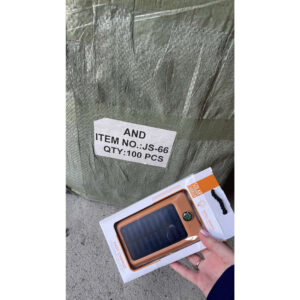 AND
ITEM NO.:JS-66
QTY:100 PCS